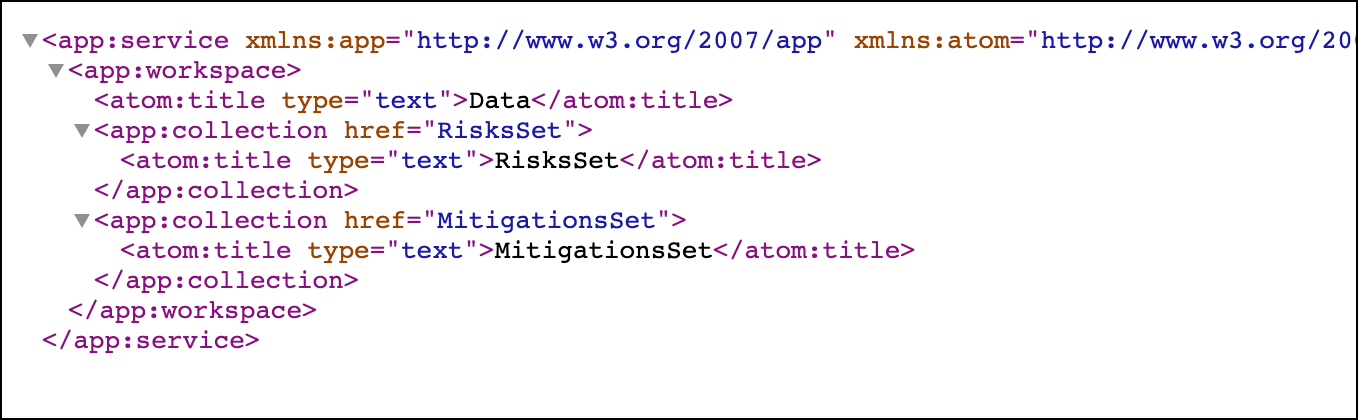 <app:service xmlns:app="http://www.w3.org/2007/app" xmlns:atom="http://www.w3.org/200
<app:workspace>
<atom:title type="text">Data</atom:title>
<app:collection href="RisksSet">
<atom:title type="text">RisksSet</atom:title>
</app:collection>
<app:collection href="MitigationsSet">
<atom:title type="text">MitigationsSet</atom:title>
</app:collection>
</app:workspace>
</app:service>